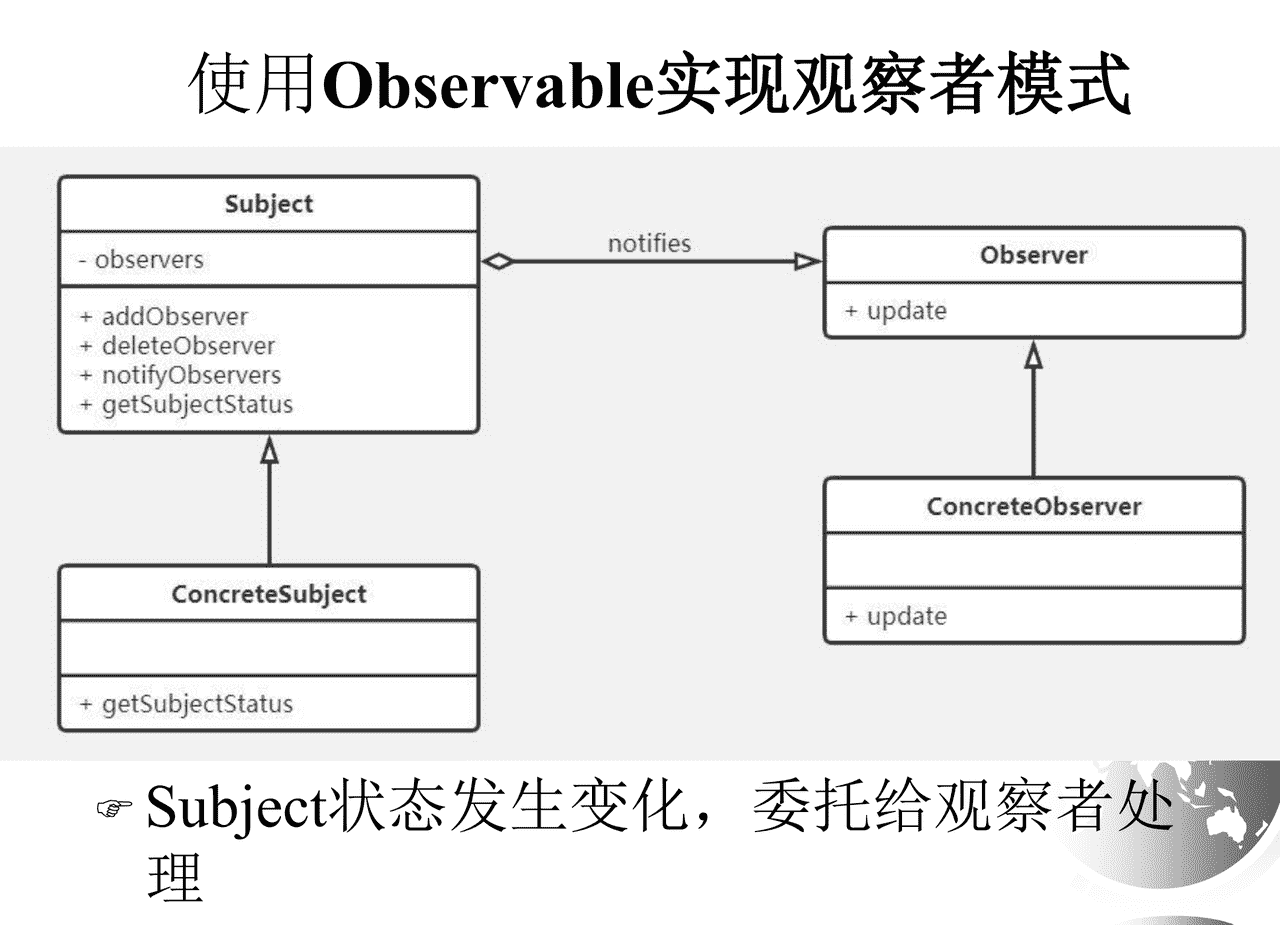 使用Observable实现观察者模式
Subject
- observers
+ addObserver
+ deleteObserver
+ notifyObservers
+ getSubjectStatus
notifies
Observer
+ update
ConcreteSubject
+ getSubjectStatus
ConcreteObserver
+ update
☞ Subject状态发生变化，委托给观察者处
理